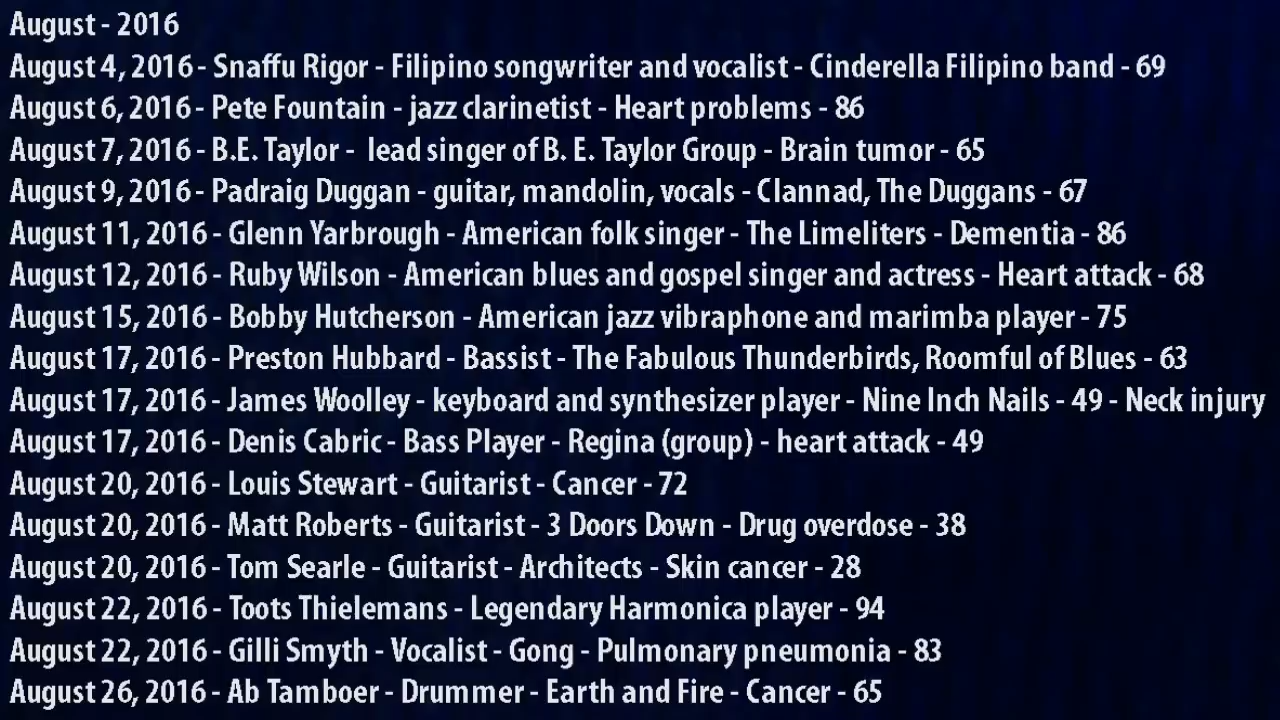 August - 2016
August 4, 2016 - Snaffu Rigor - Filipino songwriter and vocalist - Cinderella Filipino band - 69
August 6, 2016 - Pete Fountain - jazz clarinetist - Heart problems - 86
August 7, 2016 - B.E. Taylor -  lead singer of B. E. Taylor Group - Brain tumor - 65
August 9, 2016 - Padraig Duggan - guitar, mandolin, vocals - Clannad, The Duggans - 67
August 11, 2016 - Glenn Yarbrough - American folk singer - The Limeliters - Dementia - 86
August 12, 2016 - Ruby Wilson - American blues and gospel singer and actress - Heart attack - 68
August 15, 2016 - Bobby Hutcherson - American jazz vibraphone and marimba player - 75
August 17, 2016 - Preston Hubbard - Bassist - The Fabulous Thunderbirds, Roomful of Blues - 63
August 17, 2016 - James Woolley - keyboard and synthesizer player - Nine Inch Nails - 49 - Neck injury
August 17, 2016 - Denis Cabric - Bass Player - Regina (group) - heart attack - 49
August 20, 2016 - Louis Stewart - Guitarist - Cancer - 72
August 20, 2016 - Matt Roberts - Guitarist - 3 Doors Down - Drug overdose - 38
August 20, 2016 - Tom Searle - Guitarist - Architects - Skin cancer - 28
August 22, 2016 - Toots Thielemans - Legendary Harmonica player - 94
August 22, 2016 - Gilli Smyth - Vocalist - Gong - Pulmonary pneumonia - 83
August 26, 2016 - Ab Tamboer - Drummer - Earth and Fire - Cancer - 65